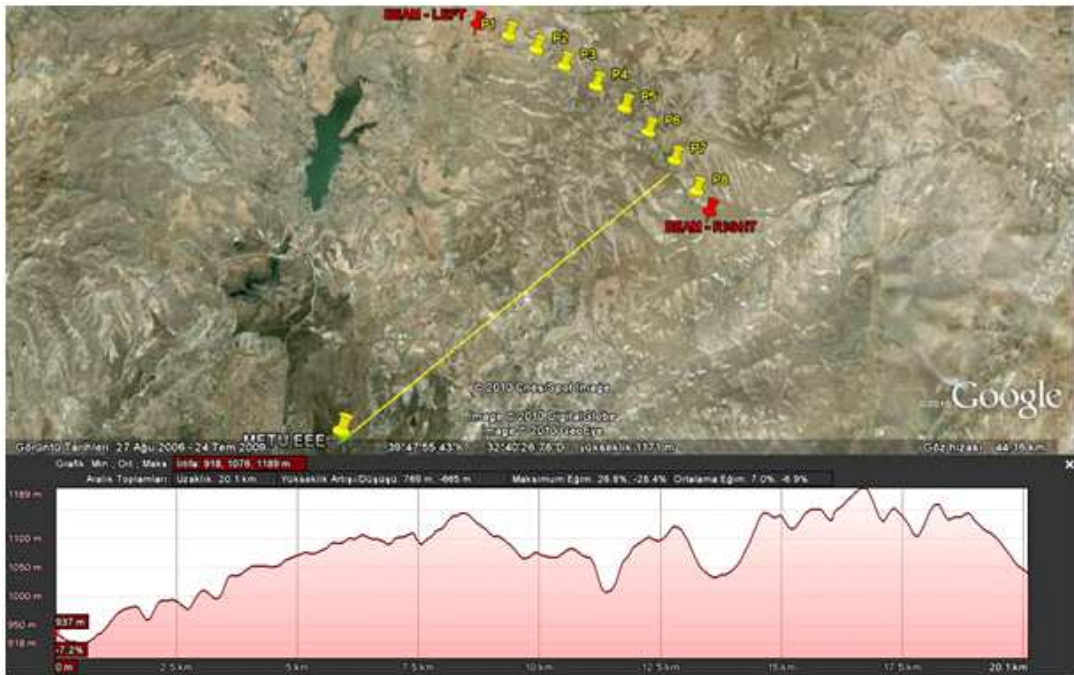 BEAM - LEFT
P1
P2
P3
P4
P5
P6
P7
P8
BEAM - RIGHT
© 2010 Cnes/Spot Image
Image © 2010 DigitalGlobe
Image © 2010 GeoEye
Google
METU EEE
Görüntü Tarihleri: 27 Ağu 2006 - 24 Tem 2009
39°47'55.43"K 32°40'26.76"D yükseklik 1171 m
Göz hizası 44.16 km
Grafik: Min., Ort., Maks. İrtifa: 918, 1076, 1189 m
Aralık Toplamları: Uzaklık: 20.1 km Yükseklik Artışı/Düşüşü: 769 m, -665 m Maksimum Eğim: 26.8%, -28.4% Ortalama Eğim: 7.0%, -6.9%
1189 m
1100 m
1050 m
1000 m
950 m
918 m
937 m
-7.2%
0 m
2.5 km
5 km
7.5 km
10 km
12.5 km
15 km
17.5 km
20.1 km